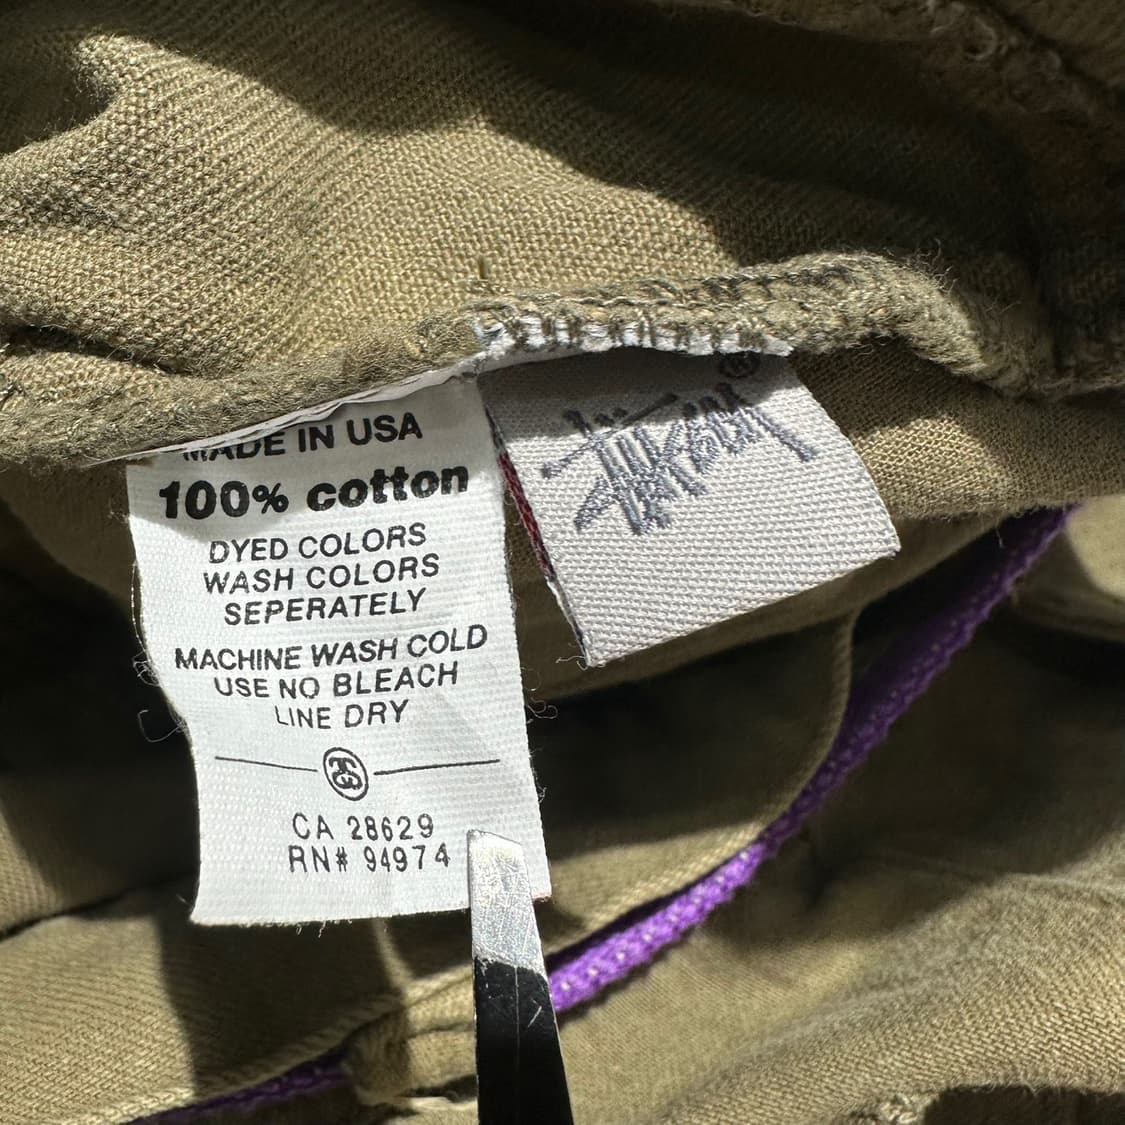 MADE IN USA
100% cotton
DYED COLORS
WASH COLORS
SEPERATELY
MACHINE WASH COLD
USE NO BLEACH
LINE DRY
CA 28629
RN# 94974
Stüssy
®